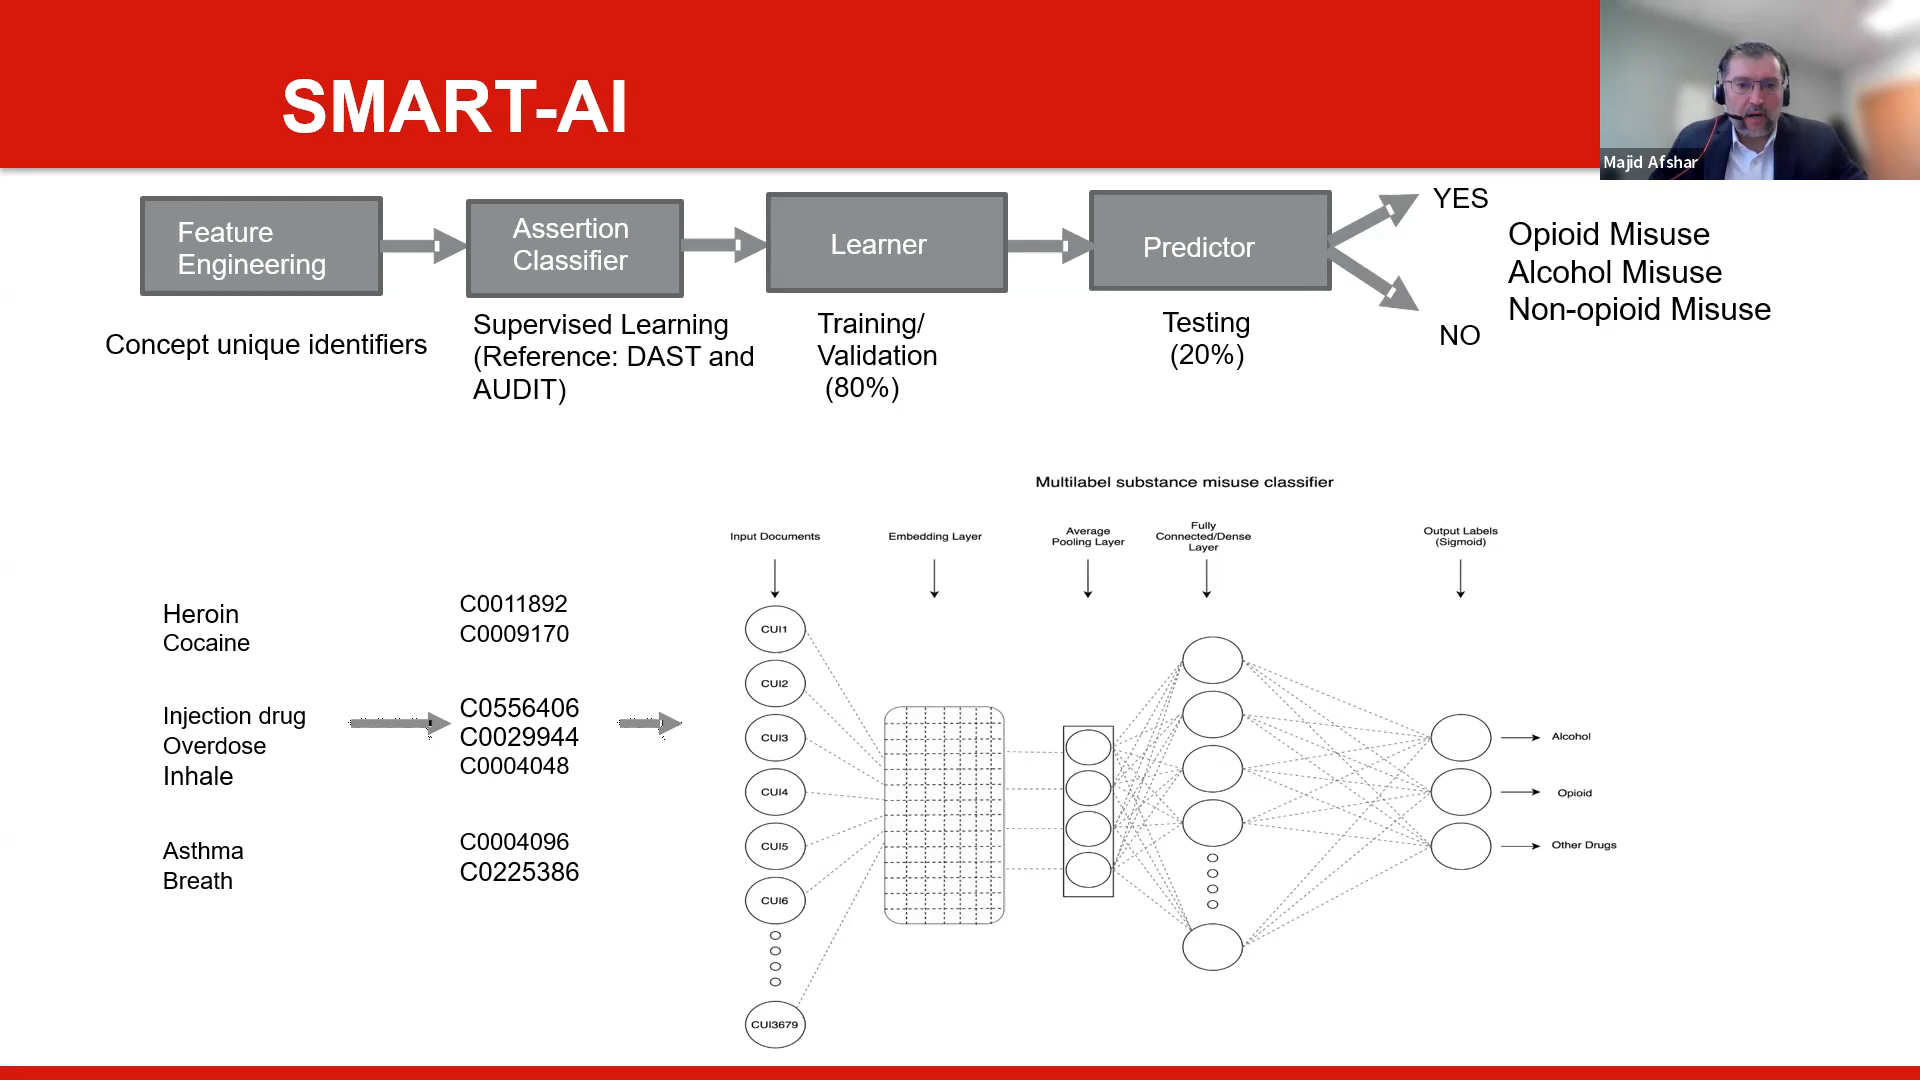 SMART-AI
Majid Afshar
Feature
Engineering
Assertion
Classifier
Learner
Predictor
YES
NO
Opioid Misuse
Alcohol Misuse
Non-opioid Misuse
Concept unique identifiers
Supervised Learning
(Reference: DAST and
AUDIT)
Training/
Validation
(80%)
Testing
(20%)
Multilabel substance misuse classifier
Input Documents
Embedding Layer
Average
Pooling Layer
Fully
Connected/Dense
Layer
Output Labels
(Sigmoid)
Heroin
Cocaine
Injection drug
Overdose
Inhale
Asthma
Breath
C0011892
C0009170
C0556406
C0029944
C0004048
C0004096
C0225386
CUI1
CUI2
CUI3
CUI4
CUI5
CUI6
CUI3679
Alcohol
Opioid
Other Drugs